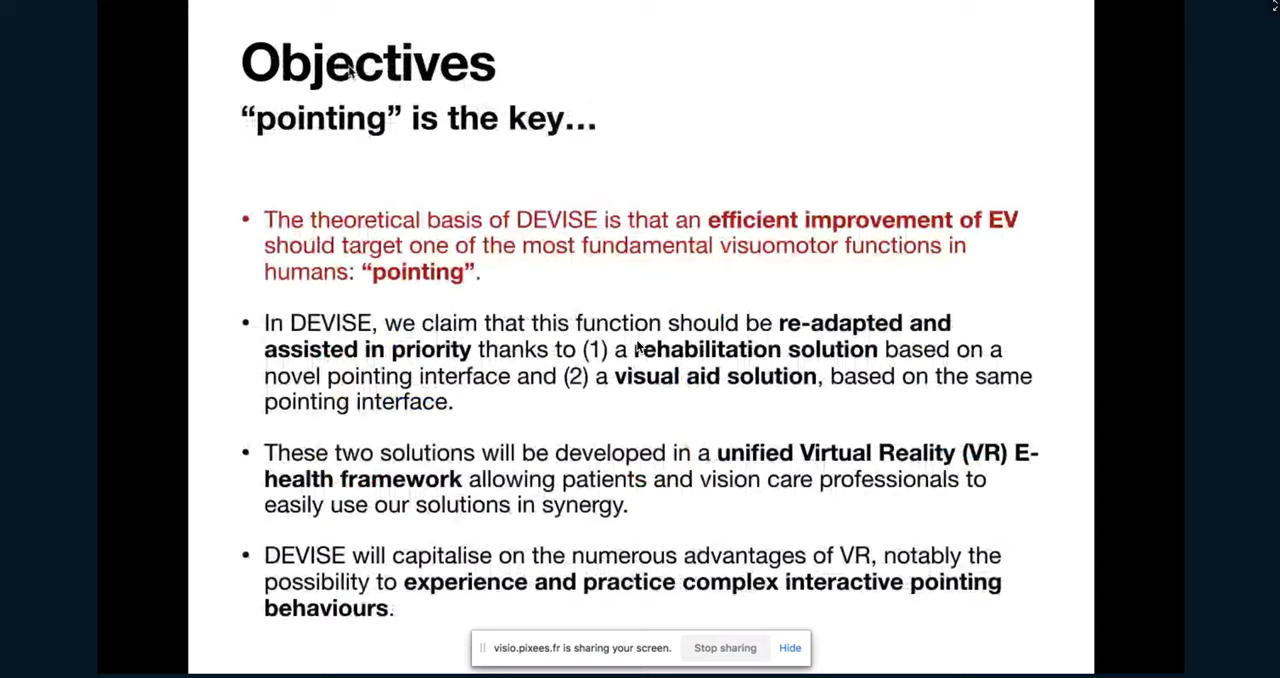 Objectives
“pointing” is the key…
• The theoretical basis of DEVISE is that an efficient improvement of EV
should target one of the most fundamental visuomotor functions in
humans: “pointing”.
• In DEVISE, we claim that this function should be re-adapted and
assisted in priority thanks to (1) a rehabilitation solution based on a
novel pointing interface and (2) a visual aid solution, based on the same
pointing interface.
• These two solutions will be developed in a unified Virtual Reality (VR) E-
health framework allowing patients and vision care professionals to
easily use our solutions in synergy.
• DEVISE will capitalise on the numerous advantages of VR, notably the
possibility to experience and practice complex interactive pointing
behaviours.
visio.pixees.fr is sharing your screen. Stop sharing Hide